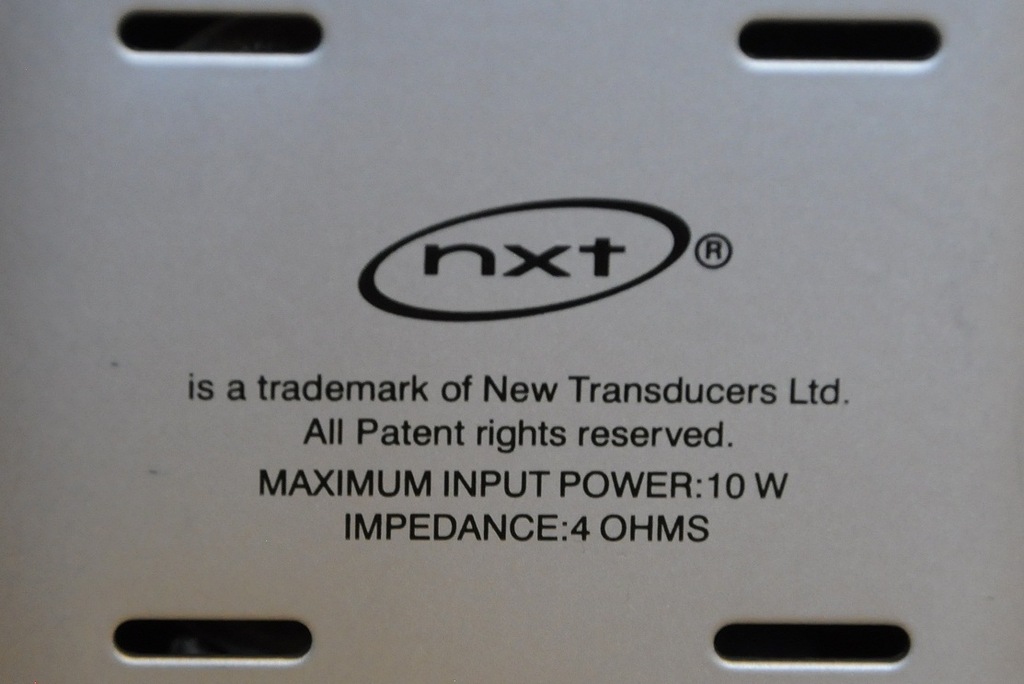 nxt®
is a trademark of New Transducers Ltd.
All Patent rights reserved.
MAXIMUM INPUT POWER:10 W
IMPEDANCE:4 OHMS